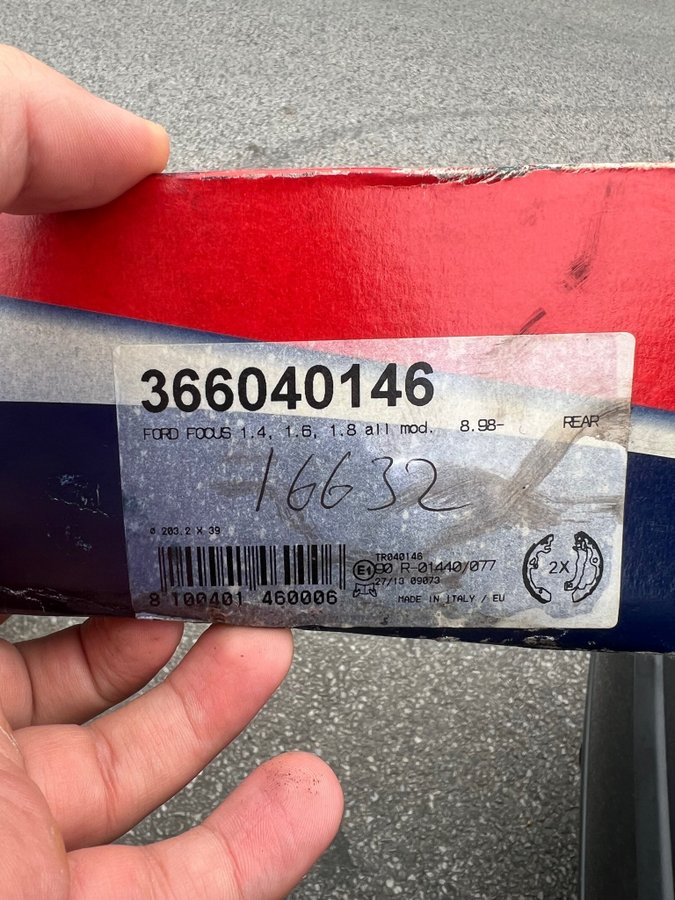 366040146
FORD FOCUS 1.4, 1.6, 1.8 all mod. 8.98- REAR
16632
ø 203.2 X 39
TR040146
E1 90 R-01440/077
27/13 09073
2X
8 100401 460006
MADE IN ITALY / EU